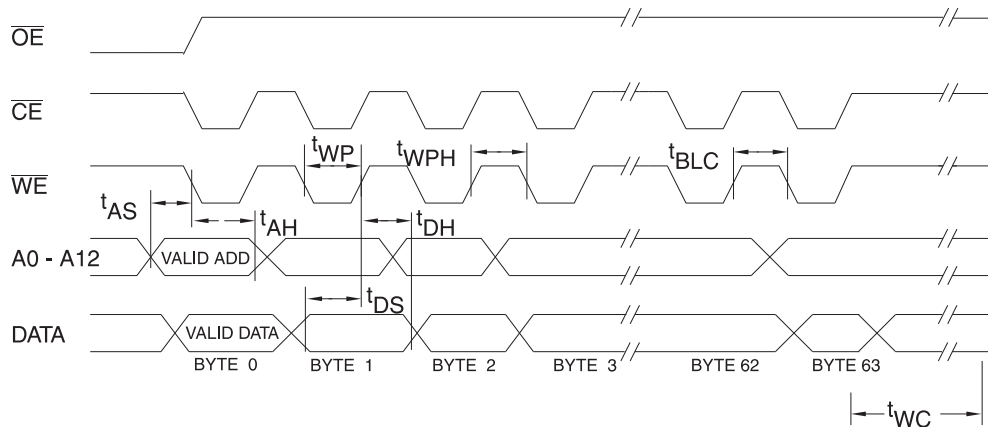 OE
CE
tWP tWPH tBLC
WE
tAS tAH tDH
A0 - A12 VALID ADD
tDS
DATA VALID DATA
BYTE 0 BYTE 1 BYTE 2 BYTE 3 BYTE 62 BYTE 63
tWC